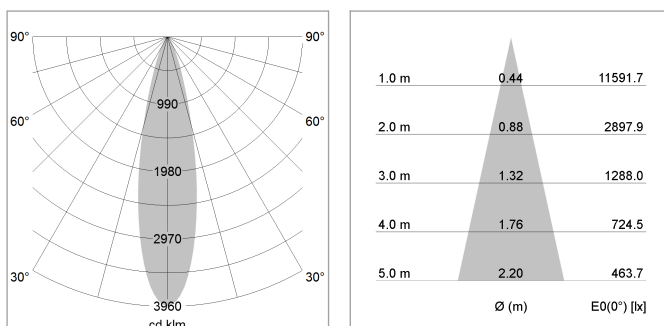 90° 90°
990
60° 60°
1980
2970
30° 30°
3960
cd klm
1.0 m 0.44 11591.7
2.0 m 0.88 2897.9
3.0 m 1.32 1288.0
4.0 m 1.76 724.5
5.0 m 2.20 463.7
Ø (m) E0(0°) [lx]